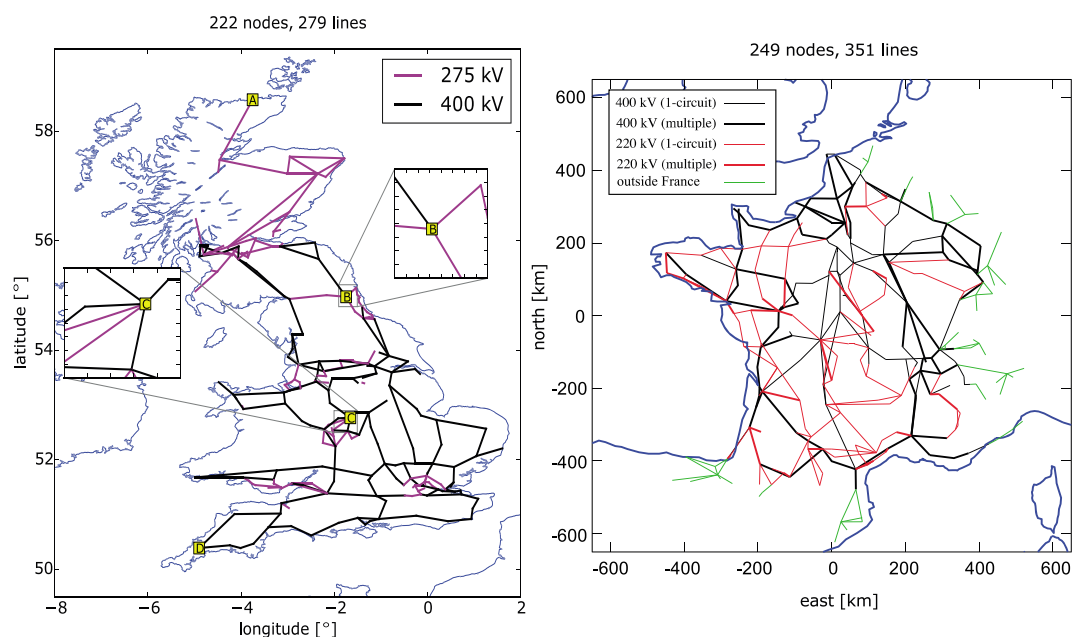 222 nodes, 279 lines
275 kV
400 kV
A
B
B
C
C
D
58
56
54
52
50
−8
−6
−4
−2
0
2
latitude [°]
longitude [°]
249 nodes, 351 lines
400 kV (1-circuit)
400 kV (multiple)
220 kV (1-circuit)
220 kV (multiple)
outside France
600
400
200
0
-200
-400
-600
-600
-400
-200
0
200
400
600
north [km]
east [km]